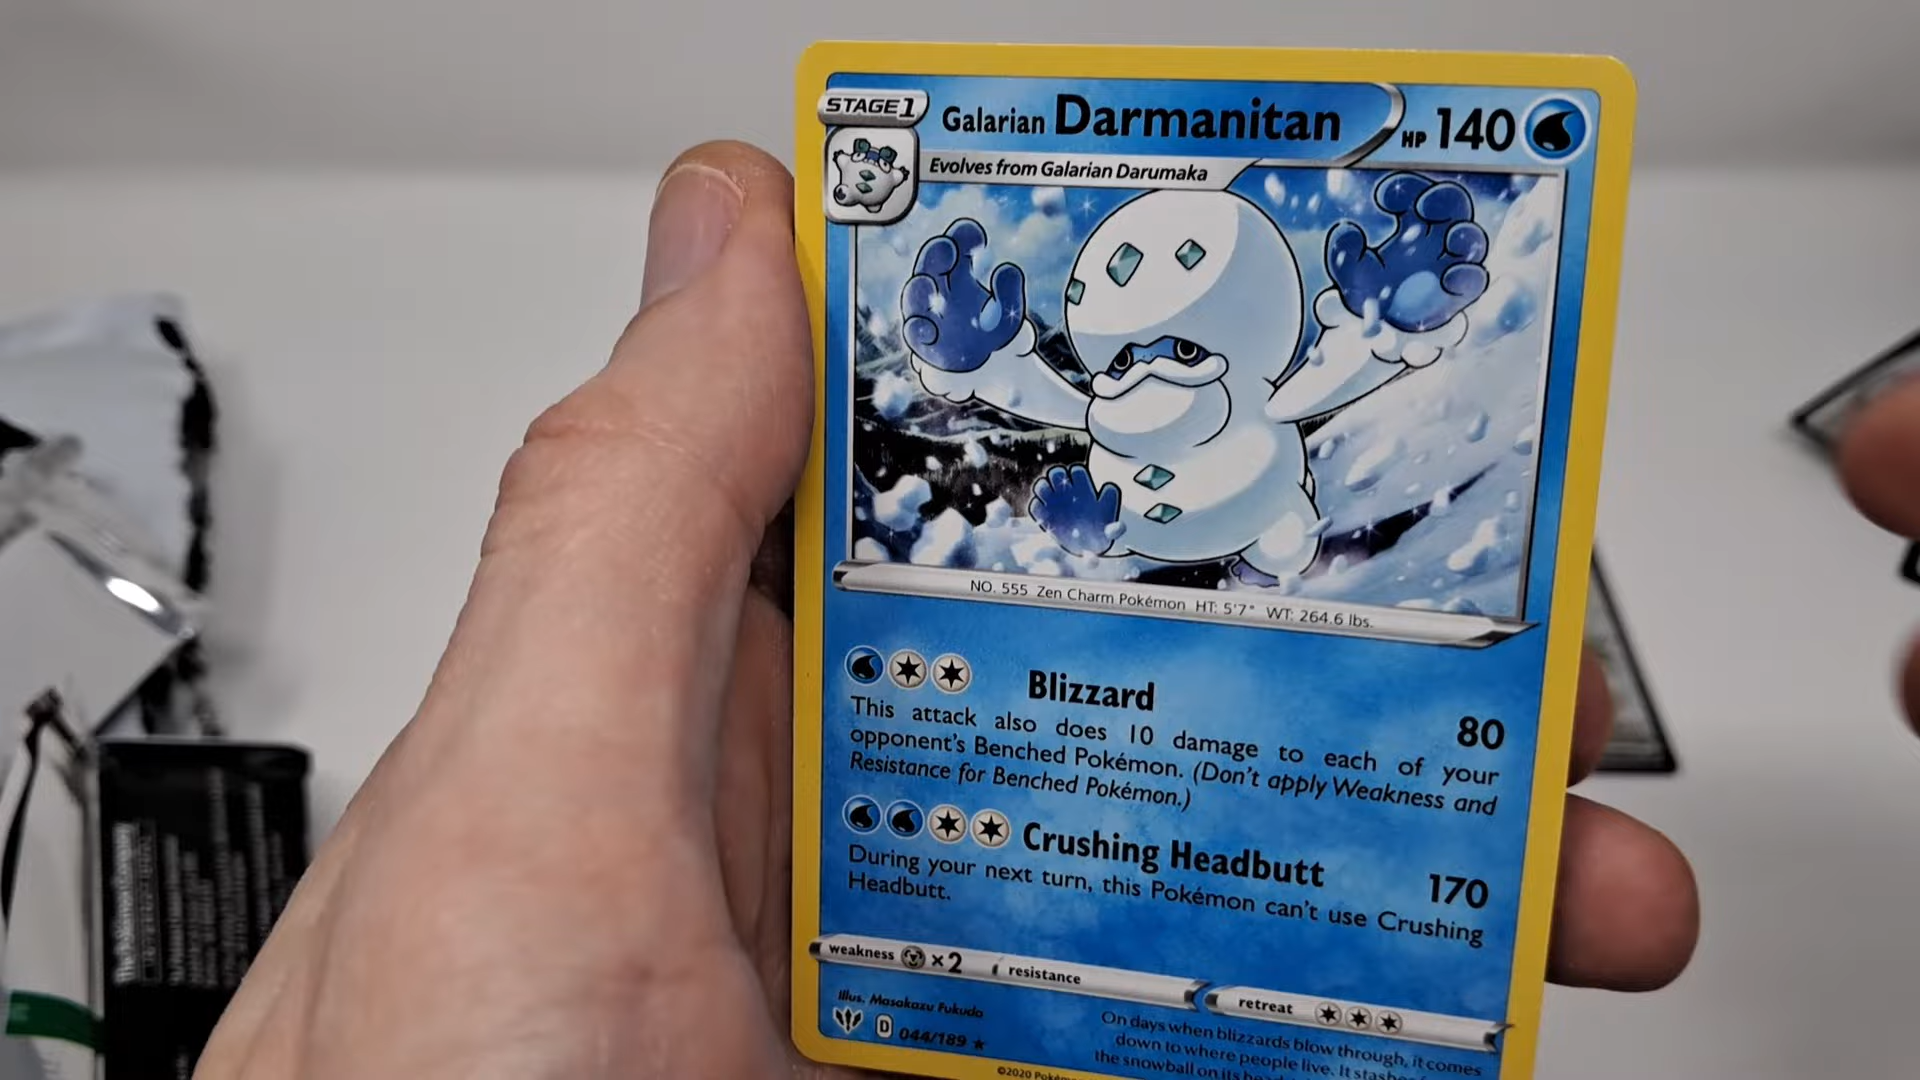 STAGE1
Galarian Darmanitan HP 140
Evolves from Galarian Darumaka
NO. 555 Zen Charm Pokémon HT: 5'7" WT: 264.6 lbs.
Blizzard 80
This attack also does 10 damage to each of your
opponent's Benched Pokémon. (Don't apply Weakness and
Resistance for Benched Pokémon.)
Crushing Headbutt 170
During your next turn, this Pokémon can't use Crushing
Headbutt.
weakness ×2 resistance retreat
Illus. Masakazu Fukuda
D 044/189 ★
On days when blizzards blow through, it comes
down to where people live. It stashes
the snowball on its head
©2020 Pokémon